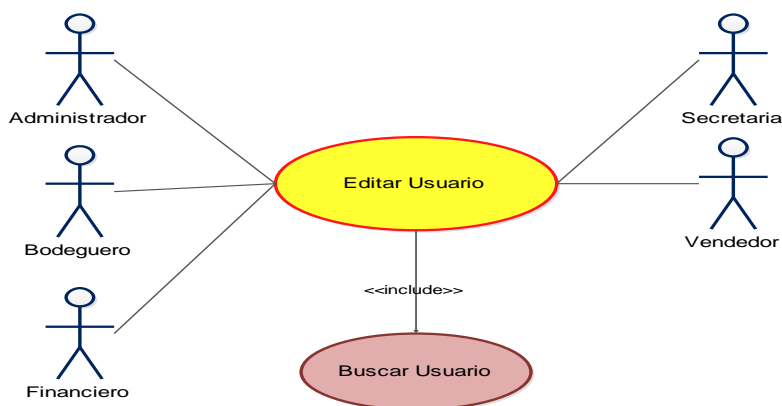 Administrador
Secretaria
Editar Usuario
Bodeguero
Vendedor
<<include>>
Buscar Usuario
Financiero